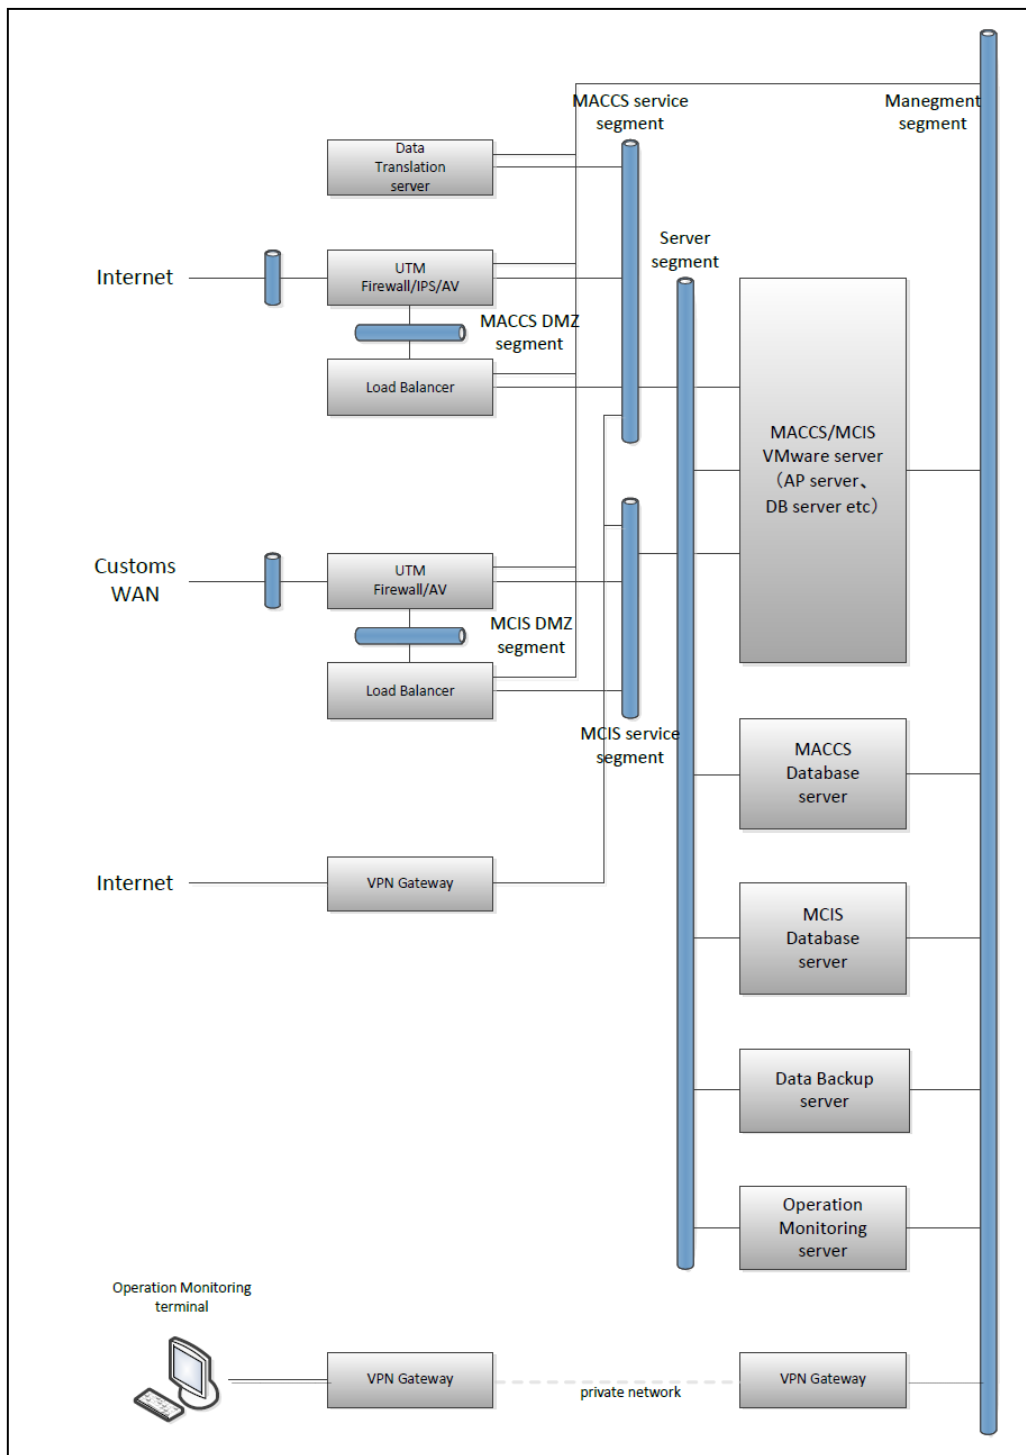 MACCS service
segment
Manegment
segment
Data
Translation
server
Server
segment
Internet
UTM
Firewall/IPS/AV
MACCS DMZ
segment
Load Balancer
MACCS/MCIS
VMware server
（AP server、
DB server etc）
Customs
WAN
UTM
Firewall/AV
MCIS DMZ
segment
Load Balancer
MCIS service
segment
MACCS
Database
server
Internet
VPN Gateway
MCIS
Database
server
Data Backup
server
Operation
Monitoring
server
Operation Monitoring
terminal
VPN Gateway
private network
VPN Gateway